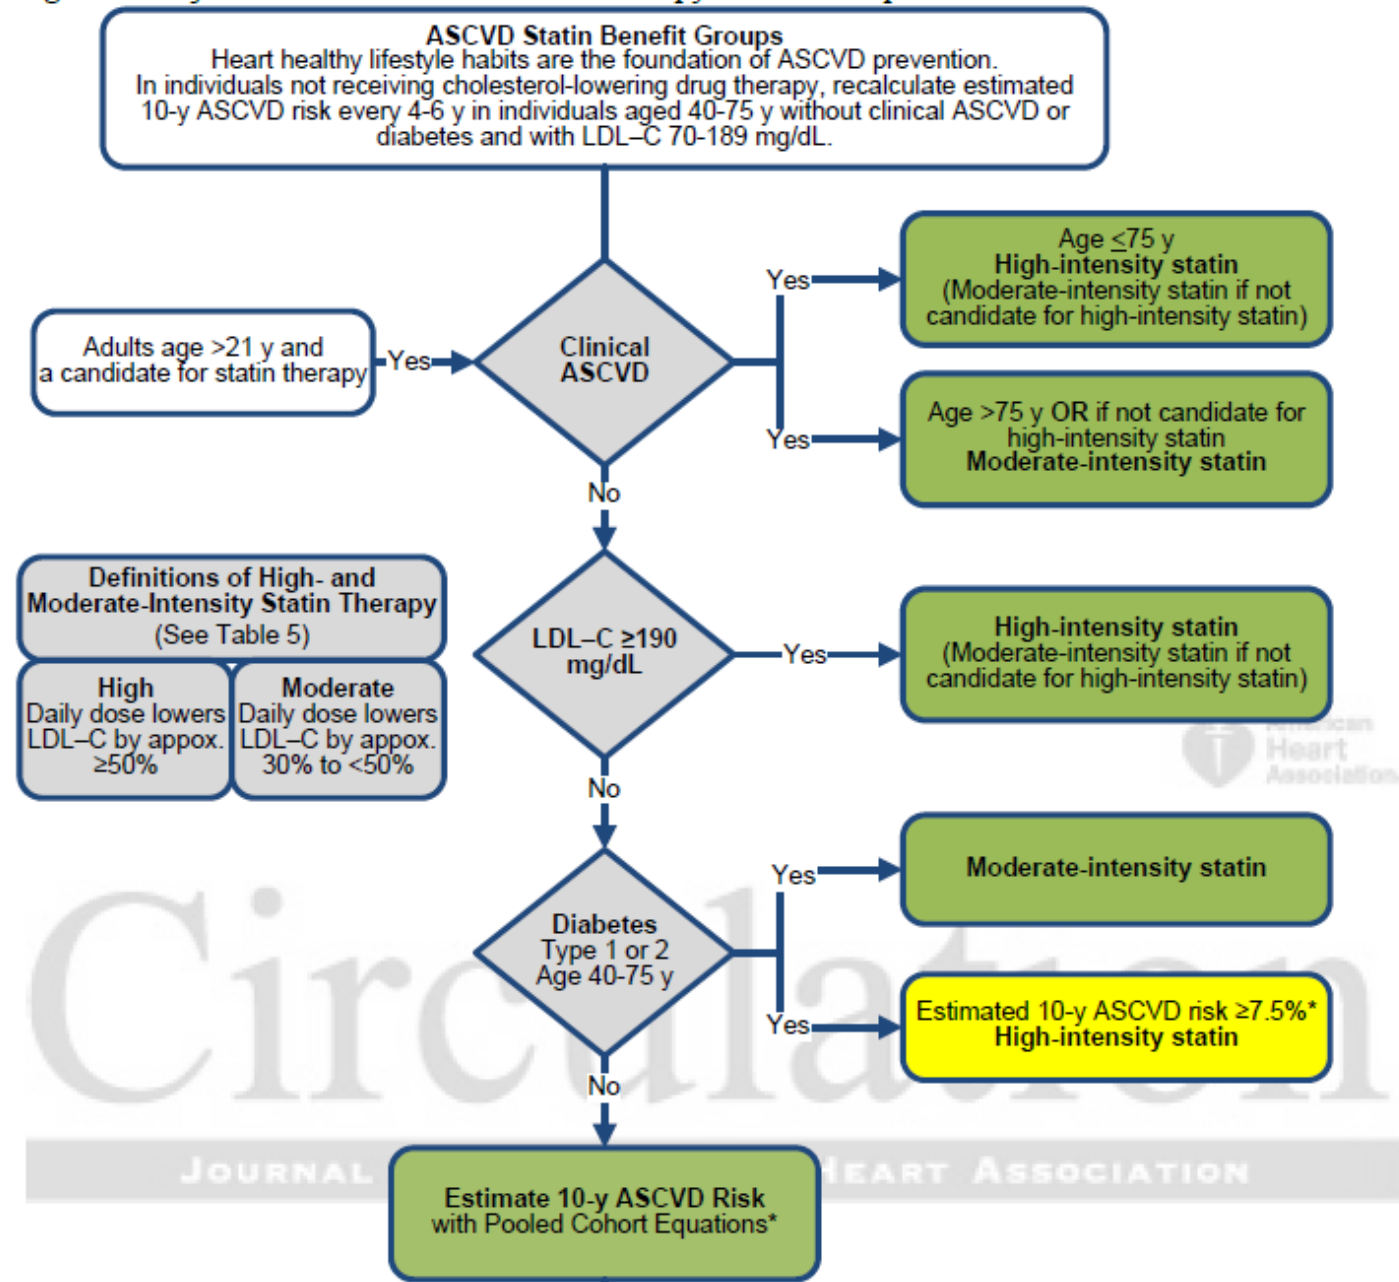 ASCVD Statin Benefit Groups
Heart healthy lifestyle habits are the foundation of ASCVD prevention.
In individuals not receiving cholesterol-lowering drug therapy, recalculate estimated
10-y ASCVD risk every 4-6 y in individuals aged 40-75 y without clinical ASCVD or
diabetes and with LDL–C 70-189 mg/dL.
Age ≤75 y
High-intensity statin
(Moderate-intensity statin if not
candidate for high-intensity statin)
Yes
Adults age >21 y and
a candidate for statin therapy
Yes
Clinical
ASCVD
Age >75 y OR if not candidate for
high-intensity statin
Moderate-intensity statin
Yes
No
Definitions of High- and
Moderate-Intensity Statin Therapy
(See Table 5)
High
Daily dose lowers
LDL–C by appox.
≥50%
Moderate
Daily dose lowers
LDL–C by appox.
30% to <50%
LDL–C ≥190
mg/dL
Yes
High-intensity statin
(Moderate-intensity statin if not
candidate for high-intensity statin)
American
Heart
Association
No
Yes
Moderate-intensity statin
Diabetes
Type 1 or 2
Age 40-75 y
Yes
Estimated 10-y ASCVD risk ≥7.5%*
High-intensity statin
Circulation
No
JOURNAL HEART ASSOCIATION
Estimate 10-y ASCVD Risk
with Pooled Cohort Equations*